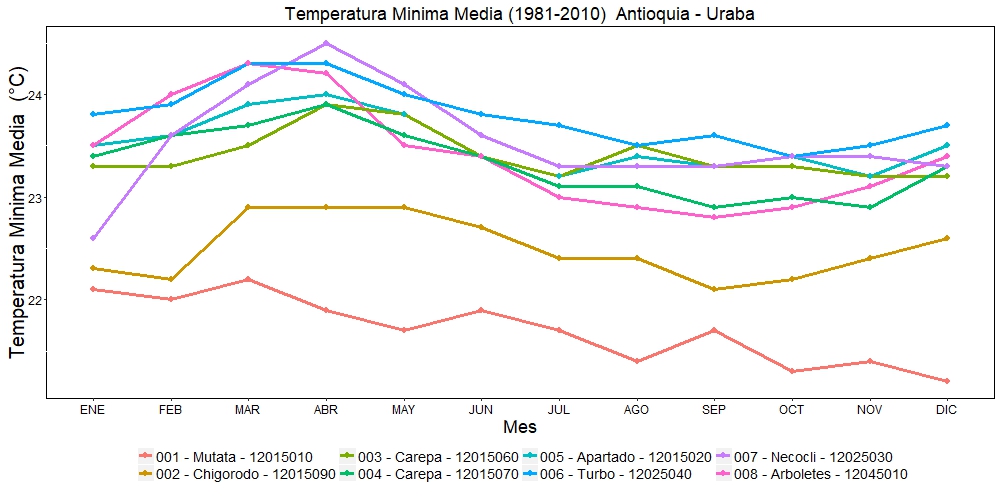 Temperatura Minima Media (1981-2010)  Antioquia - Uraba
Temperatura Minima Media  (°C)
24
23
22
ENE FEB MAR ABR MAY JUN JUL AGO SEP OCT NOV DIC
Mes
001 - Mutata - 12015010 003 - Carepa - 12015060 005 - Apartado - 12015020 007 - Necocli - 12025030
002 - Chigorodo - 12015090 004 - Carepa - 12015070 006 - Turbo - 12025040 008 - Arboletes - 12045010